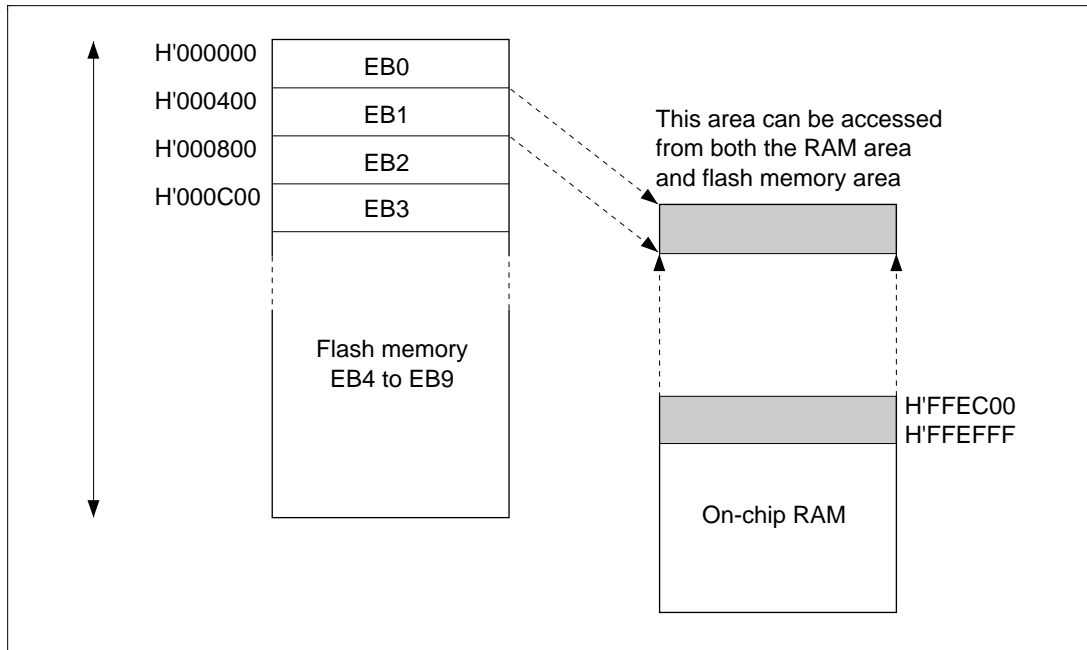 H'000000
EB0
H'000400
EB1
H'000800
EB2
H'000C00
EB3
Flash memory
EB4 to EB9
This area can be accessed
from both the RAM area
and flash memory area
H'FFEC00
H'FFEFFF
On-chip RAM